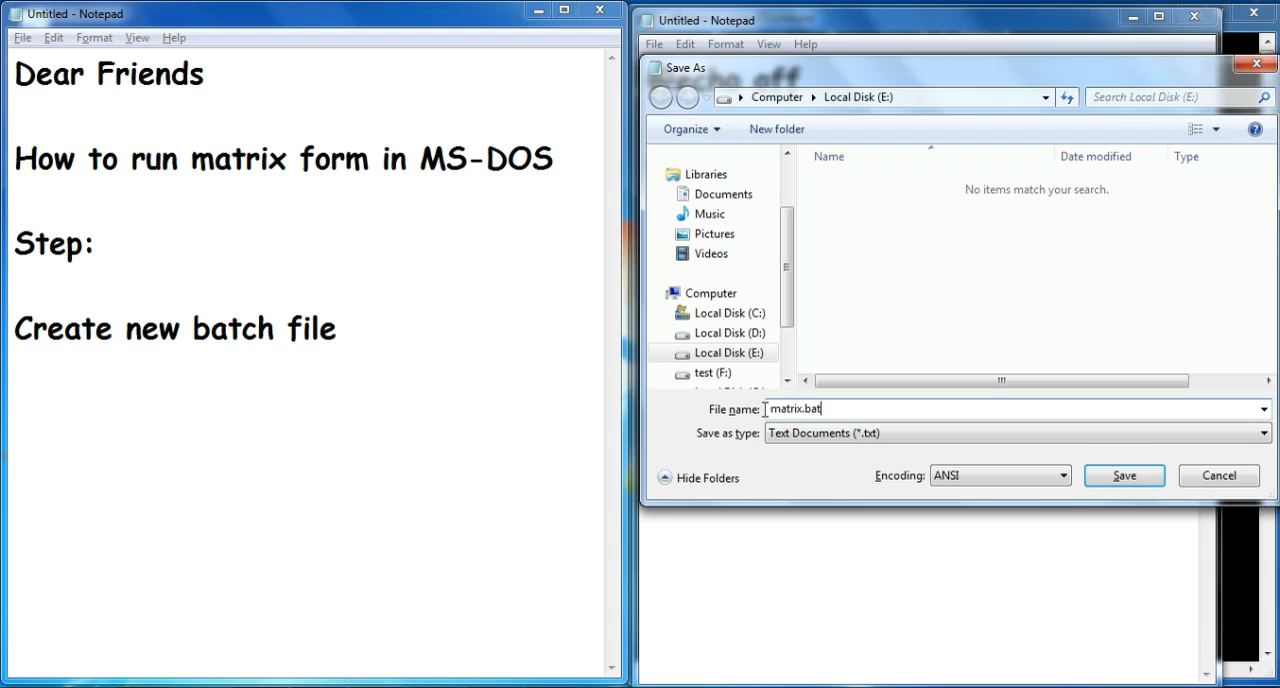 Untitled - Notepad
File Edit Format View Help
Dear Friends
How to run matrix form in MS-DOS
Step:
Create new batch file
Untitled - Notepad
File Edit Format View Help
echo off
Save As
Computer Local Disk (E:)
Search Local Disk (E:)
Organize New folder
Name Date modified Type
No items match your search.
Libraries
Documents
Music
Pictures
Videos
Computer
Local Disk (C:)
Local Disk (D:)
Local Disk (E:)
test (F:)
File name: matrix.bat
Save as type: Text Documents (*.txt)
Hide Folders
Encoding: ANSI
Save
Cancel